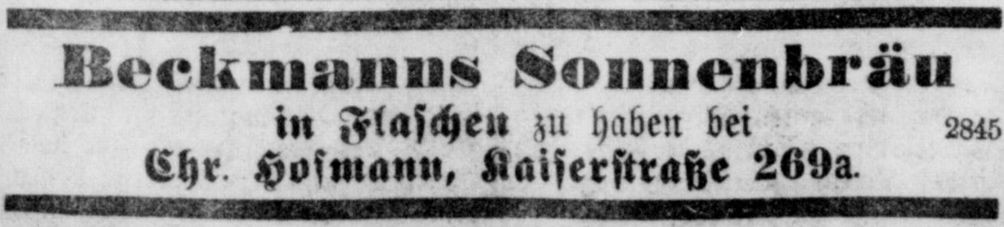 Beckmanns Sonnenbräu
in Flaschen zu haben bei 2845
Chr. Hofmann, Kaiserstraße 269a.